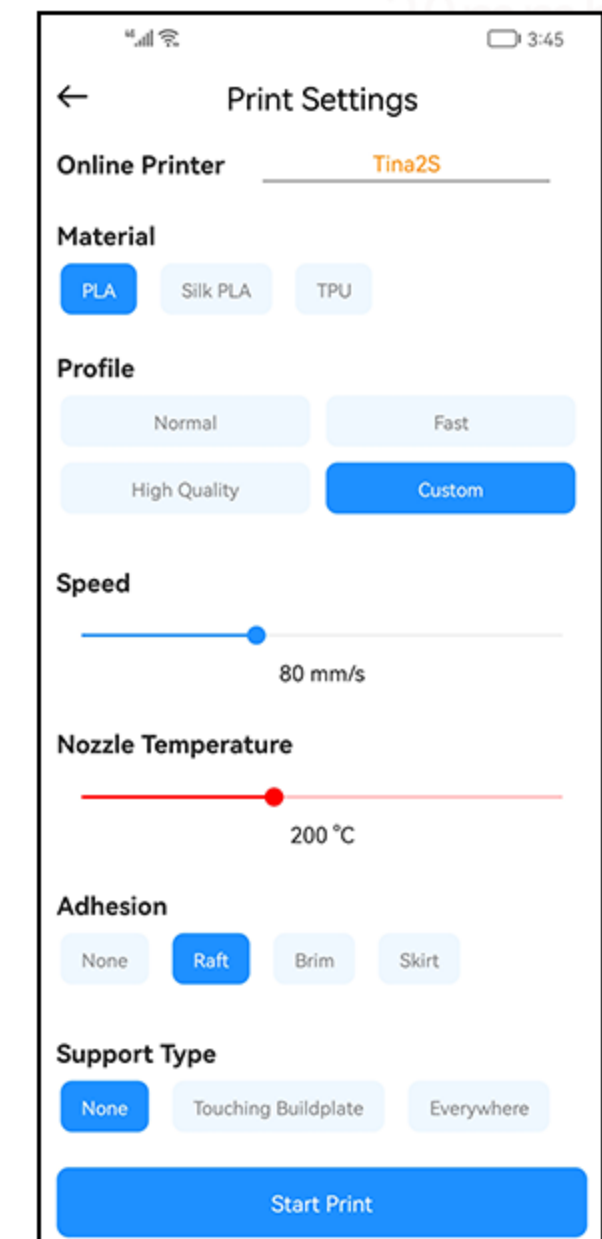 3:45
Print Settings
Online Printer Tina2S
Material
PLA Silk PLA TPU
Profile
Normal Fast
High Quality Custom
Speed
80 mm/s
Nozzle Temperature
200 °C
Adhesion
None Raft Brim Skirt
Support Type
None Touching Buildplate Everywhere
Start Print